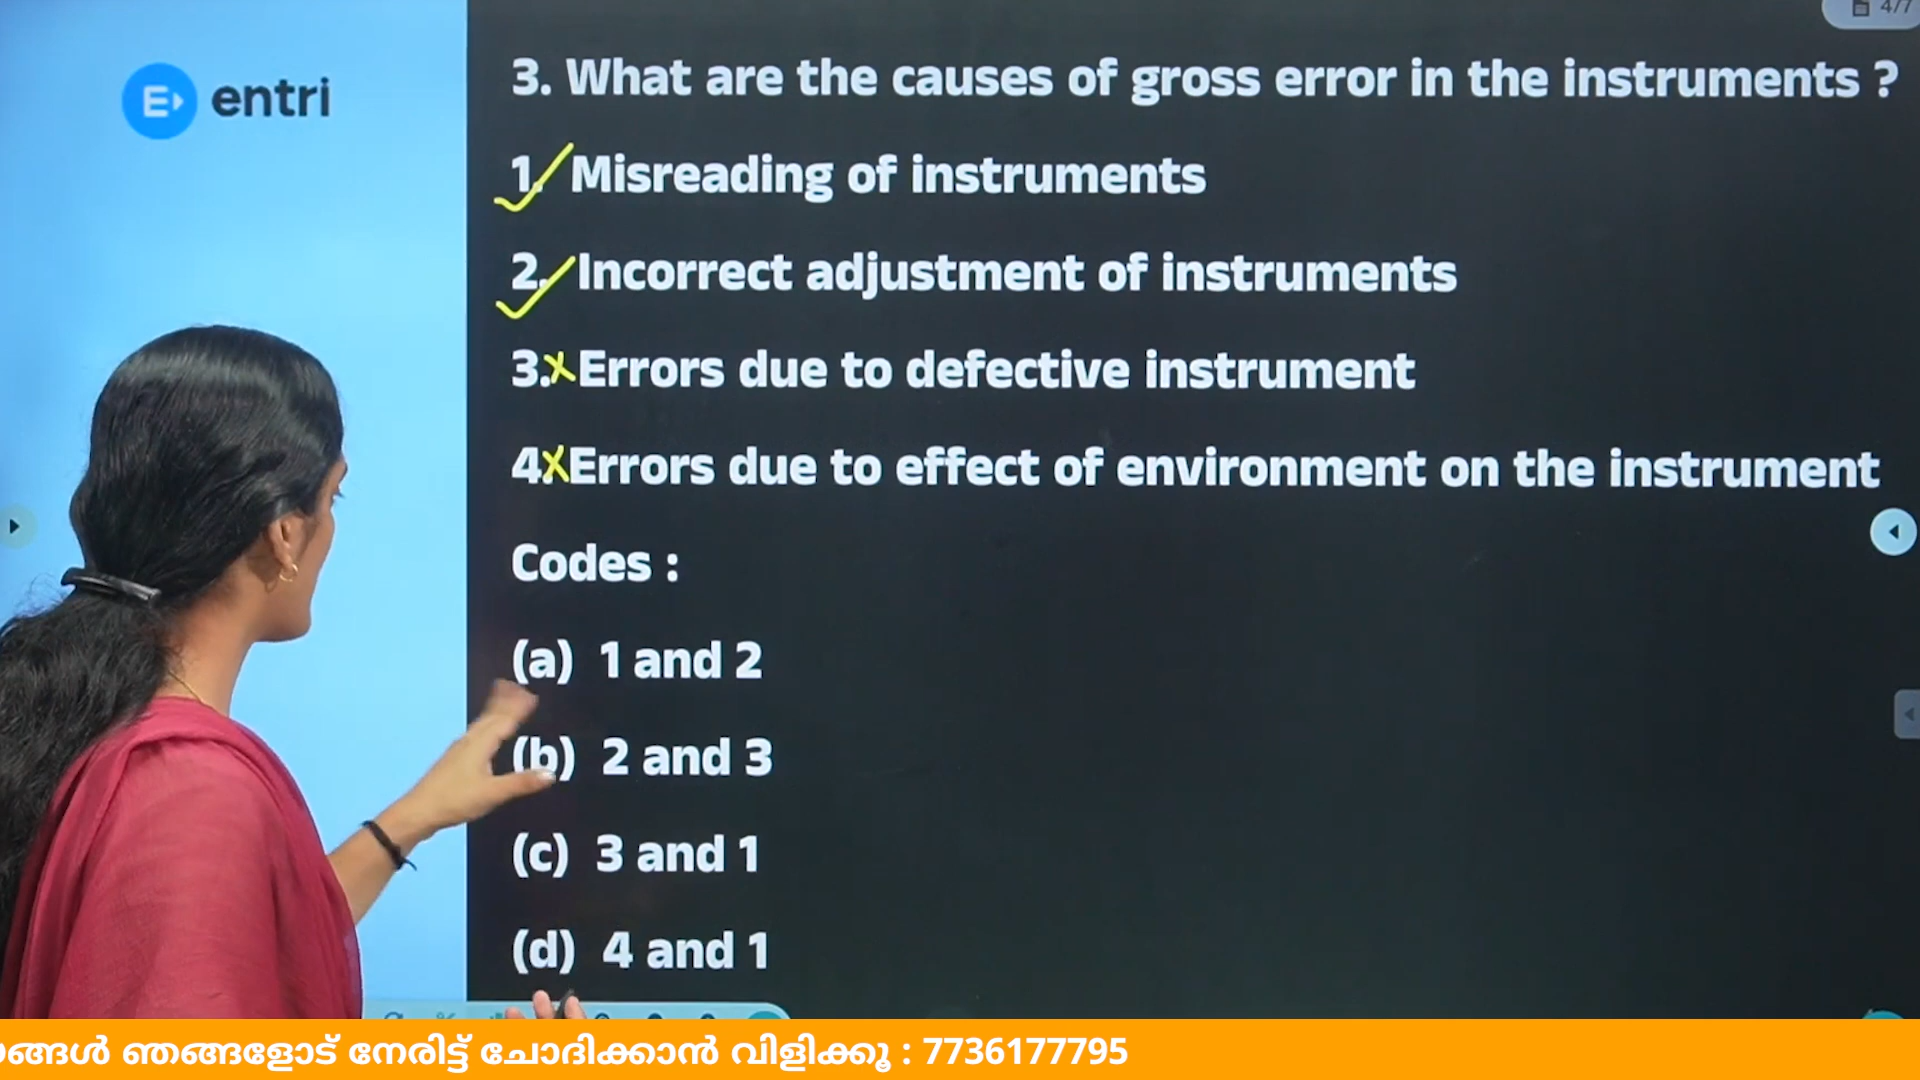 4/7
entri
3. What are the causes of gross error in the instruments ?
1. Misreading of instruments
2. Incorrect adjustment of instruments
3. Errors due to defective instrument
4. Errors due to effect of environment on the instrument
Codes :
(a) 1 and 2
(b) 2 and 3
(c) 3 and 1
(d) 4 and 1
ഞങ്ങളോട് നേരിട്ട് ചോദിക്കാൻ വിളിക്കൂ : 7736177795